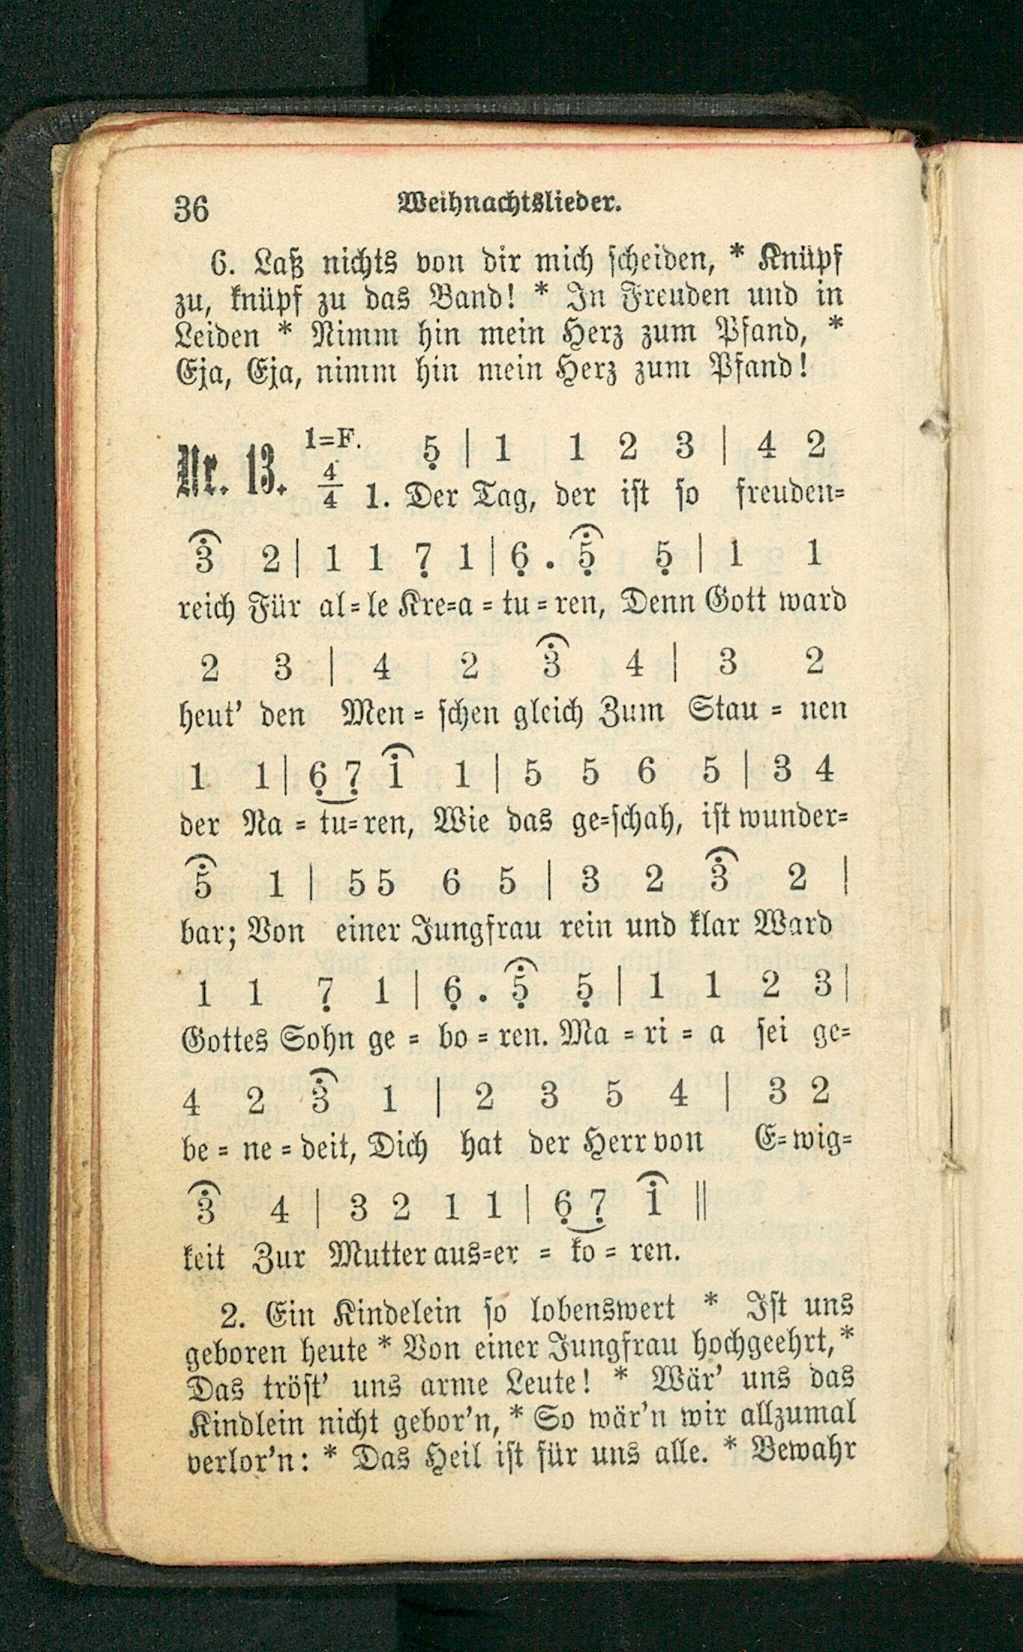 36 Weihnachtslieder.
6. Laß nichts von dir mich scheiden, * Knüpf
zu, knüpf zu das Band! * In Freuden und in
Leiden * Nimm hin mein Herz zum Pfand, *
Eja, Eja, nimm hin mein Herz zum Pfand!
Nr. 13. 1=F. 4/4 5̣ | 1 1 2 3 | 4 2
1. Der Tag, der ist so freuden=
3̑ 2 | 1 1 7̣ 1 | 6̣ . 5̣̑ 5̣ | 1 1
reich Für al=le Kre=a=tu=ren, Denn Gott ward
2 3 | 4 2 3̑ 4 | 3 2
heut' den Men=schen gleich Zum Stau=nen
1 1 | 6̣ 7̣ 1̑ 1 | 5 5 6 5 | 3 4
der Na=tu=ren, Wie das ge=schah, ist wunder=
5̑ 1 | 5 5 6 5 | 3 2 3̑ 2 |
bar; Von einer Jungfrau rein und klar Ward
1 1 7̣ 1 | 6̣ . 5̣̑ 5̣ | 1 1 2 3 |
Gottes Sohn ge=bo=ren. Ma=ri=a sei ge=
4 2 3̑ 1 | 2 3 5 4 | 3 2
be=ne=deit, Dich hat der Herr von E=wig=
3̑ 4 | 3 2 1 1 | 6̣ 7̣ 1̑ ||
keit Zur Mutter aus=er=ko=ren.
2. Ein Kindelein so lobenswert * Ist uns
geboren heute * Von einer Jungfrau hochgeehrt, *
Das tröst' uns arme Leute! * Wär' uns das
Kindlein nicht gebor'n, * So wär'n wir allzumal
verlor'n: * Das Heil ist für uns alle. * Bewahr